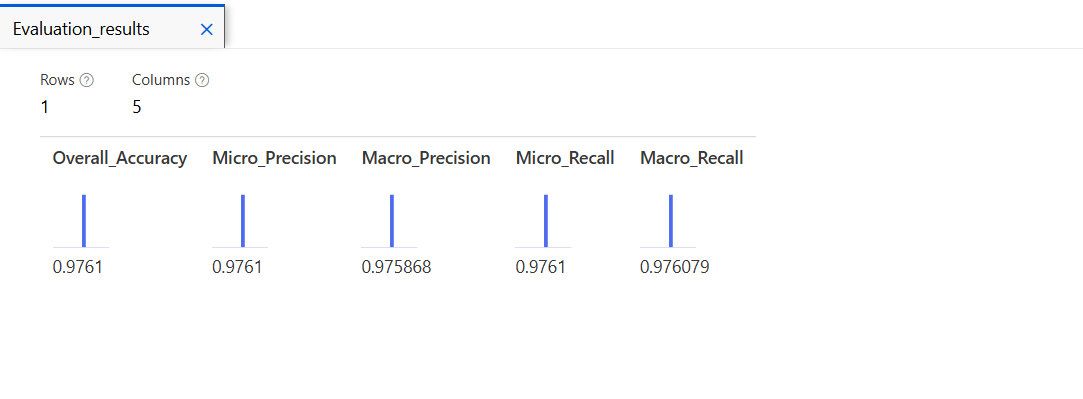 Evaluation_results
Rows Columns
1 5
Overall_Accuracy Micro_Precision Macro_Precision Micro_Recall Macro_Recall
0.9761 0.9761 0.975868 0.9761 0.976079